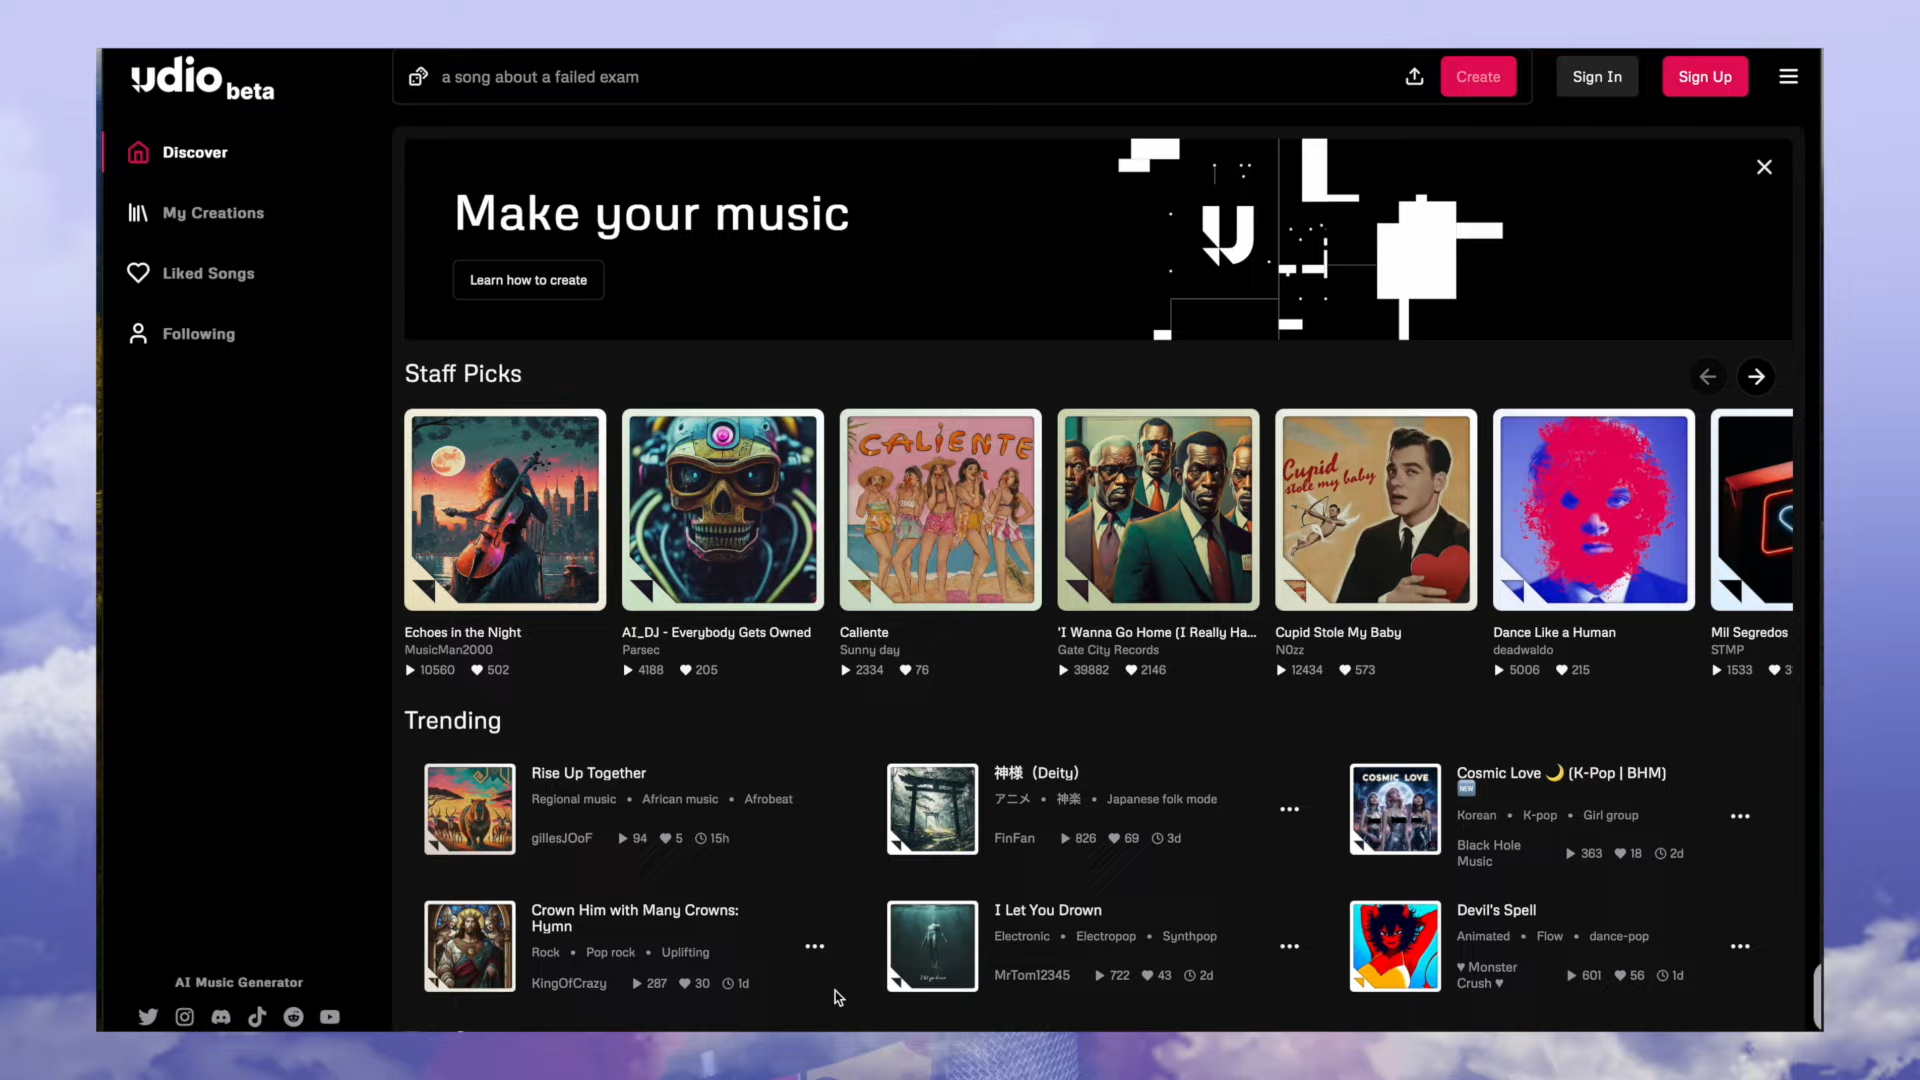 udio beta
a song about a failed exam
Create
Sign In
Sign Up
Discover
My Creations
Liked Songs
Following
Make your music
Learn how to create
Staff Picks
CALIENTE
Cupid
stole my baby
Echoes in the Night
MusicMan2000
10560 502
AI_DJ - Everybody Gets Owned
Parsec
4188 205
Caliente
Sunny day
2334 76
'I Wanna Go Home (I Really Ha...
Gate City Records
39882 2146
Cupid Stole My Baby
N0zz
12434 573
Dance Like a Human
deadwaldo
5006 215
Mil Segredos
STMP
1533 3
Trending
Rise Up Together
Regional music • African music • Afrobeat
gillesJOoF 94 5 15h
神様（Deity）
アニメ • 神楽 • Japanese folk mode
FinFan 826 69 3d
COSMIC LOVE
Cosmic Love 🌙 (K-Pop | BHM)
🆕
Korean • K-pop • Girl group
Black Hole
Music
363 18 2d
Crown Him with Many Crowns:
Hymn
Rock • Pop rock • Uplifting
KingOfCrazy 287 30 1d
I Let You Drown
Electronic • Electropop • Synthpop
MrTom12345 722 43 2d
Devil's Spell
Animated • Flow • dance-pop
♥ Monster
Crush ♥
601 56 1d
AI Music Generator